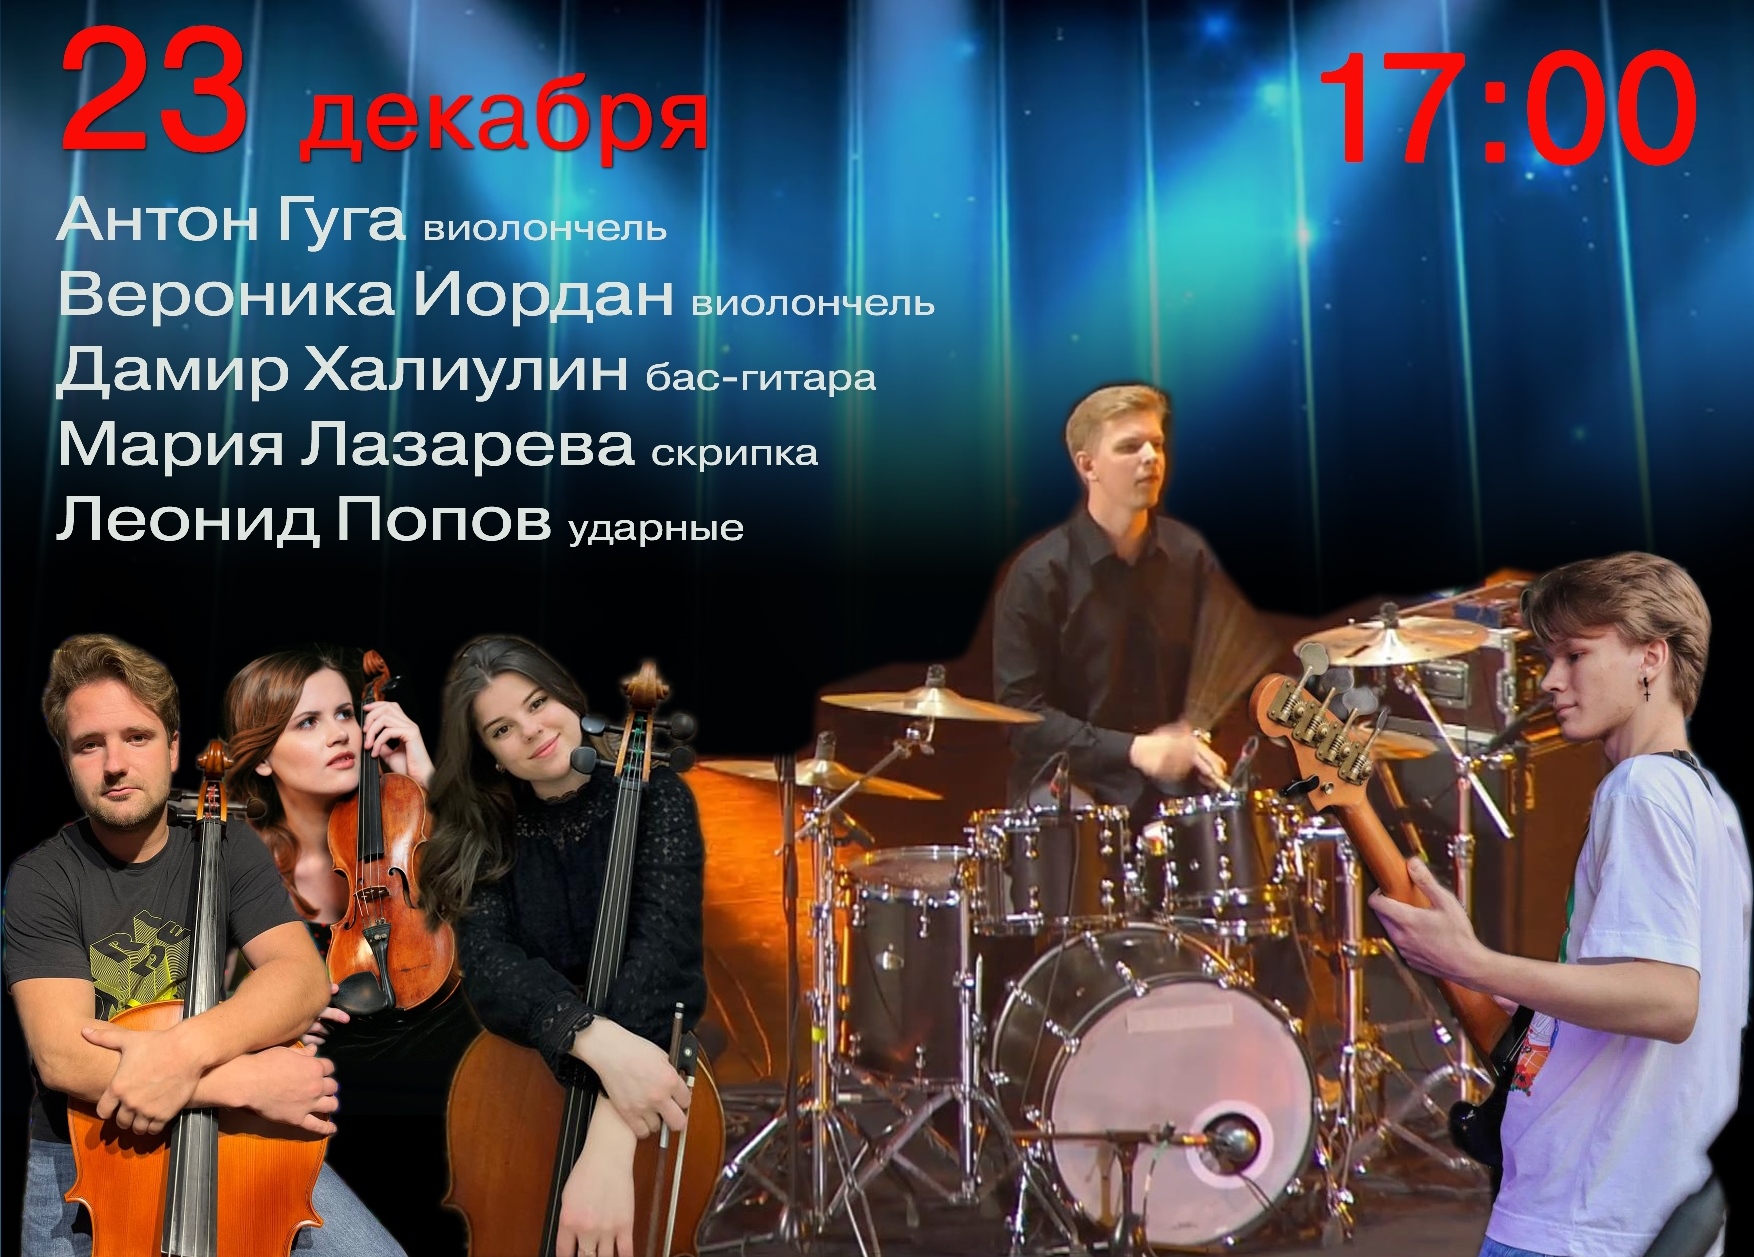 23 декабря
17:00
Антон Гуга виолончель
Вероника Иордан виолончель
Дамир Халиулин бас-гитара
Мария Лазарева скрипка
Леонид Попов ударные